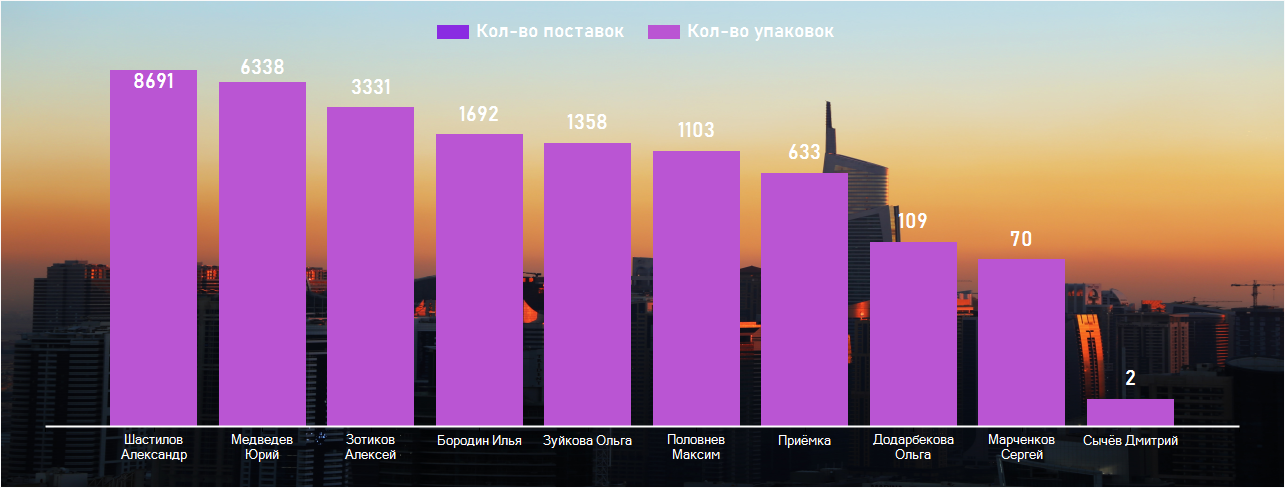 Кол-во поставок Кол-во упаковок
8691
6338
3331
1692
1358
1103
633
109
70
2
Шастилов
Александр
Медведев
Юрий
Зотиков
Алексей
Бородин Илья
Зуйкова Ольга
Половнев
Максим
Приёмка
Додарбекова
Ольга
Марченков
Сергей
Сычёв Дмитрий